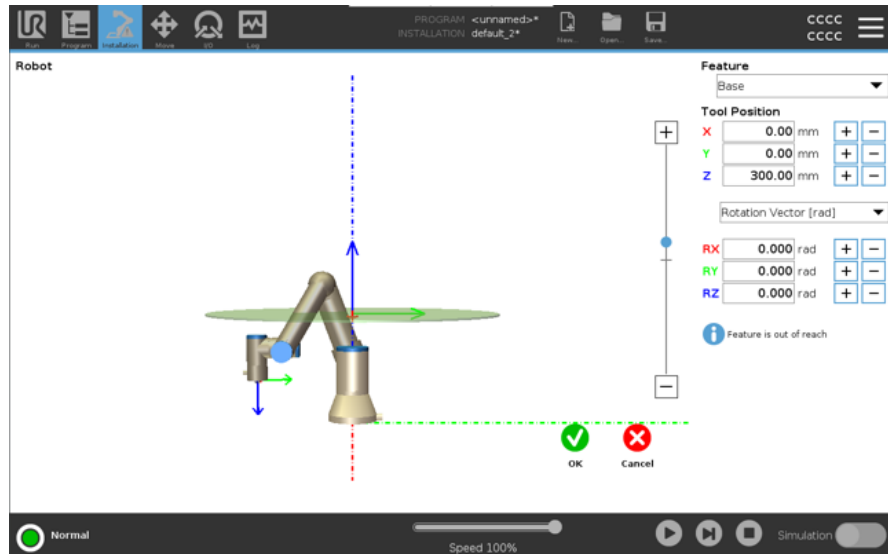 UR
Run
Program
Installation
Move
I/O
Log
PROGRAM <unnamed>*
INSTALLATION default_2*
New...
Open...
Save...
cccc
cccc
Robot
Feature
Base
Tool Position
X 0.00 mm + −
Y 0.00 mm + −
Z 300.00 mm + −
Rotation Vector [rad]
RX 0.000 rad + −
RY 0.000 rad + −
RZ 0.000 rad + −
i Feature is out of reach
+
−
OK
Cancel
Normal
Speed 100%
Simulation